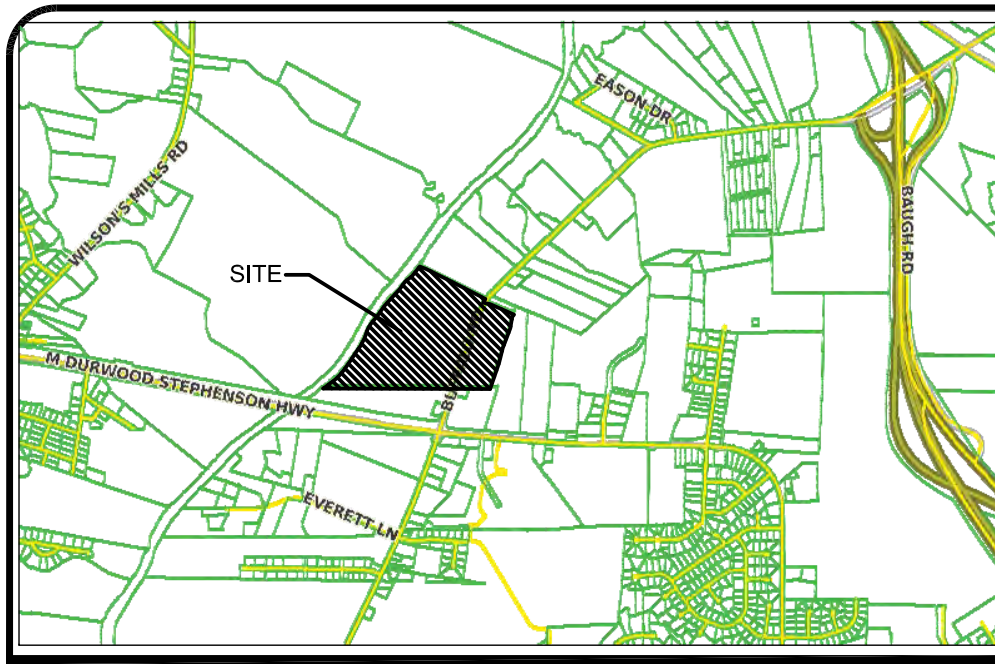 EASON DR
WILSON'S MILLS RD
BAUGH RD
SITE
M DURWOOD STEPHENSON HWY
EVERETT LN